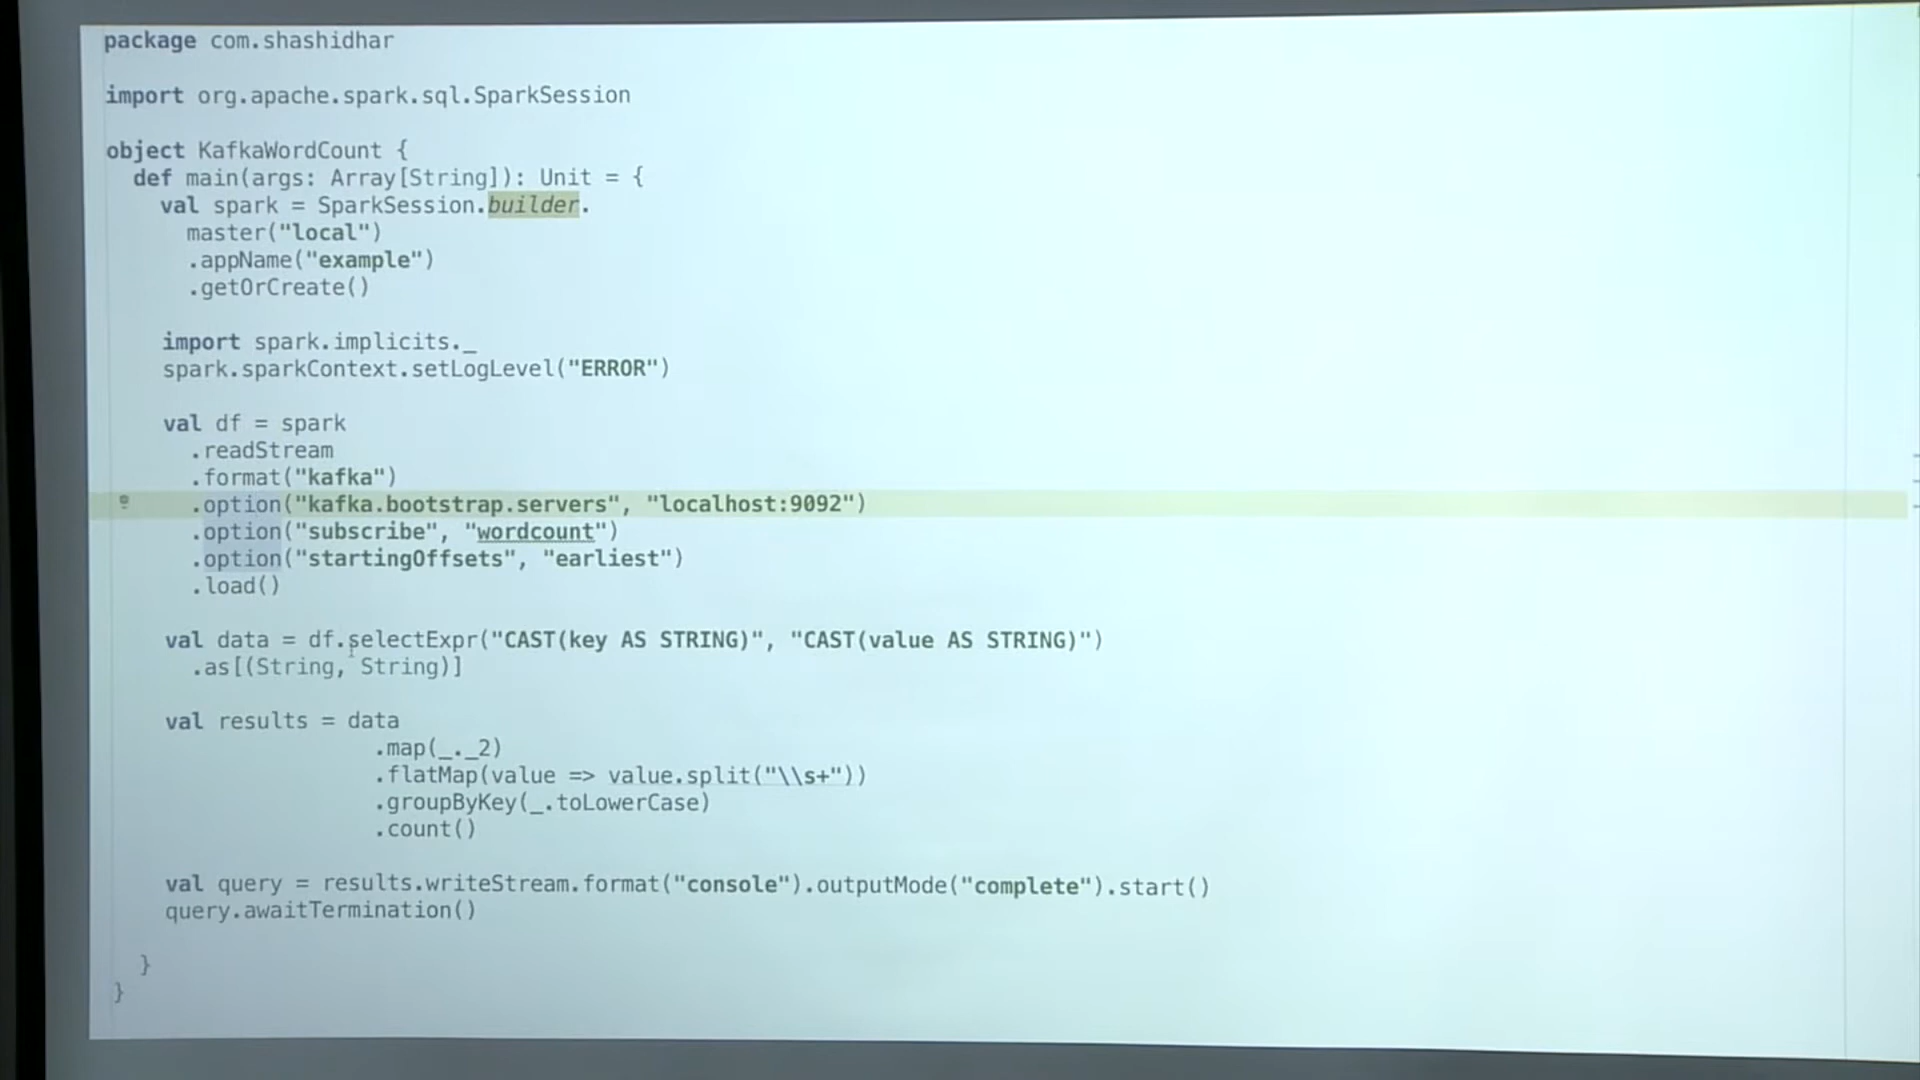 package com.shashidhar
import org.apache.spark.sql.SparkSession
object KafkaWordCount {
def main(args: Array[String]): Unit = {
val spark = SparkSession.builder.
master("local")
.appName("example")
.getOrCreate()
import spark.implicits._
spark.sparkContext.setLogLevel("ERROR")
val df = spark
.readStream
.format("kafka")
.option("kafka.bootstrap.servers", "localhost:9092")
.option("subscribe", "wordcount")
.option("startingOffsets", "earliest")
.load()
val data = df.selectExpr("CAST(key AS STRING)", "CAST(value AS STRING)")
.as[(String, String)]
val results = data
.map(_._2)
.flatMap(value => value.split("\\s+"))
.groupByKey(_.toLowerCase)
.count()
val query = results.writeStream.format("console").outputMode("complete").start()
query.awaitTermination()
}
}